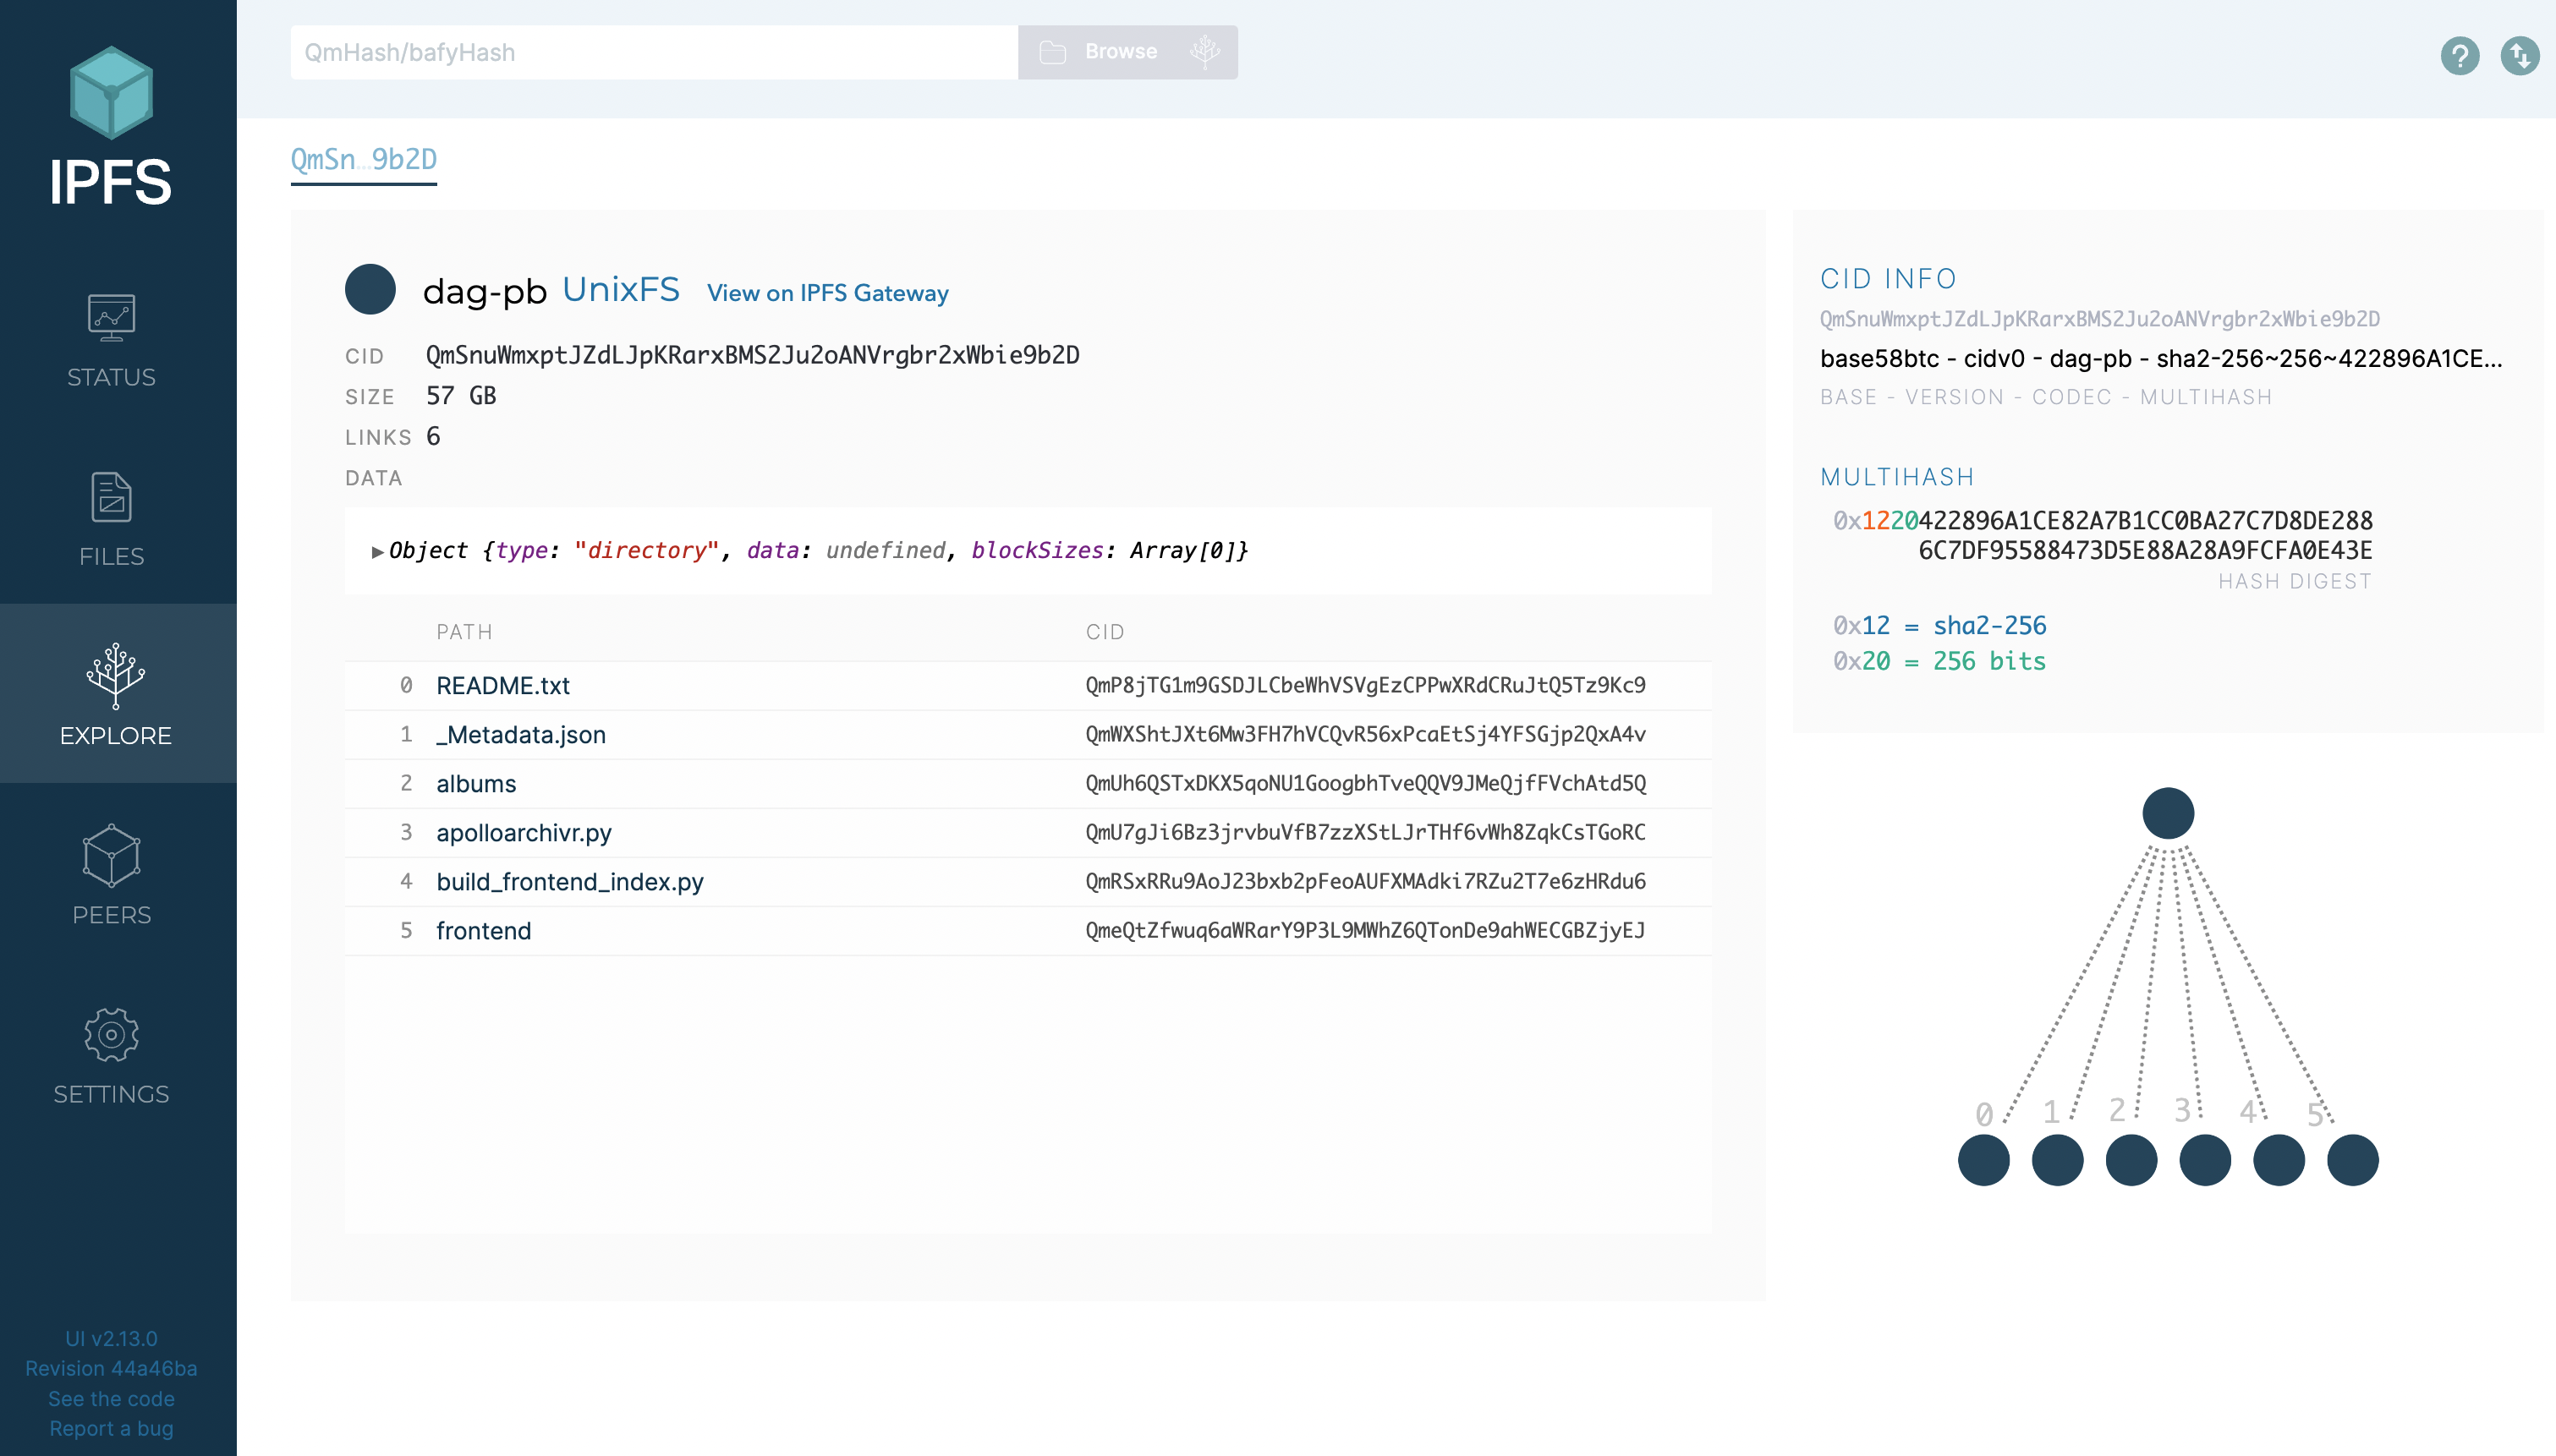 IPFS
STATUS
FILES
EXPLORE
PEERS
SETTINGS
UI v2.13.0
Revision 44a46ba
See the code
Report a bug
QmHash/bafyHash
Browse
?
QmSn…9b2D
dag-pb UnixFS View on IPFS Gateway
CID QmSnuWmxptJZdLJpKRarxBMS2Ju2oANVrgbr2xWbie9b2D
SIZE 57 GB
LINKS 6
DATA
▶Object {type: "directory", data: undefined, blockSizes: Array[0]}
PATH CID
0 README.txt QmP8jTG1m9GSDJLCbeWhVSVgEzCPPwXRdCRuJtQ5Tz9Kc9
1 _Metadata.json QmWXShtJXt6Mw3FH7hVCQvR56xPcaEtSj4YFSGjp2QxA4v
2 albums QmUh6QSTxDKX5qoNU1GoogbhTveQQV9JMeQjfFVchAtd5Q
3 apolloarchivr.py QmU7gJi6Bz3jrvbuVfB7zzXStLJrTHf6vWh8ZqkCsTGoRC
4 build_frontend_index.py QmRSxRRu9AoJ23bxb2pFeoAUFXMAdki7RZu2T7e6zHRdu6
5 frontend QmeQtZfwuq6aWRarY9P3L9MWhZ6QTonDe9ahWECGBZjyEJ
CID INFO
QmSnuWmxptJZdLJpKRarxBMS2Ju2oANVrgbr2xWbie9b2D
base58btc - cidv0 - dag-pb - sha2-256~256~422896A1CE...
BASE - VERSION - CODEC - MULTIHASH
MULTIHASH
0x1220422896A1CE82A7B1CC0BA27C7D8DE288
6C7DF95588473D5E88A28A9FCFA0E43E
HASH DIGEST
0x12 = sha2-256
0x20 = 256 bits
0 1 2 3 4 5